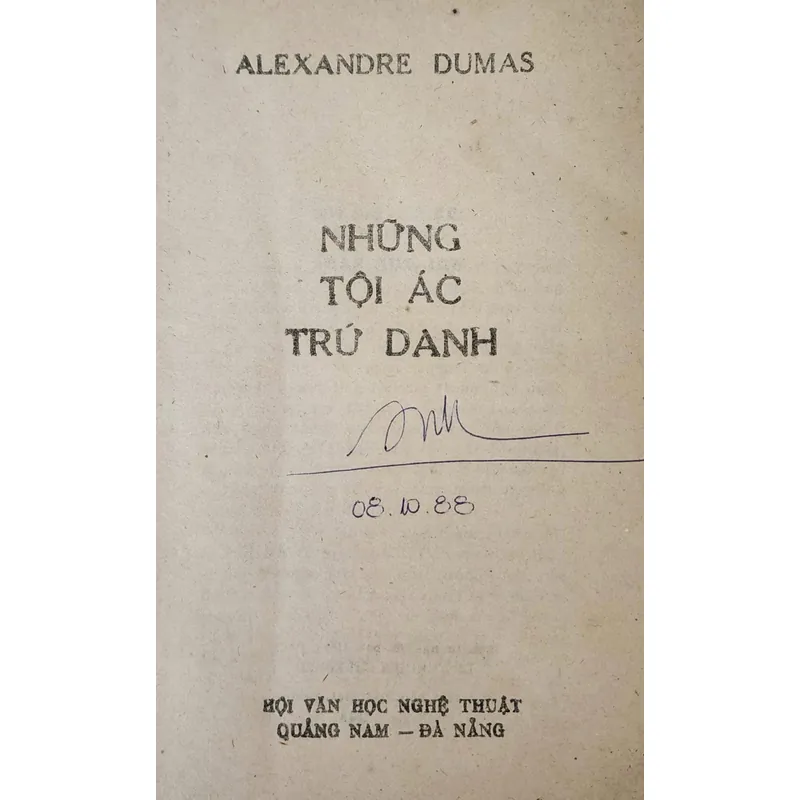 ALEXANDRE DUMAS
NHỮNG
TỘI ÁC
TRỨ DANH
08.10.88
HỘI VĂN HỌC NGHỆ THUẬT
QUẢNG NAM – ĐÀ NẴNG